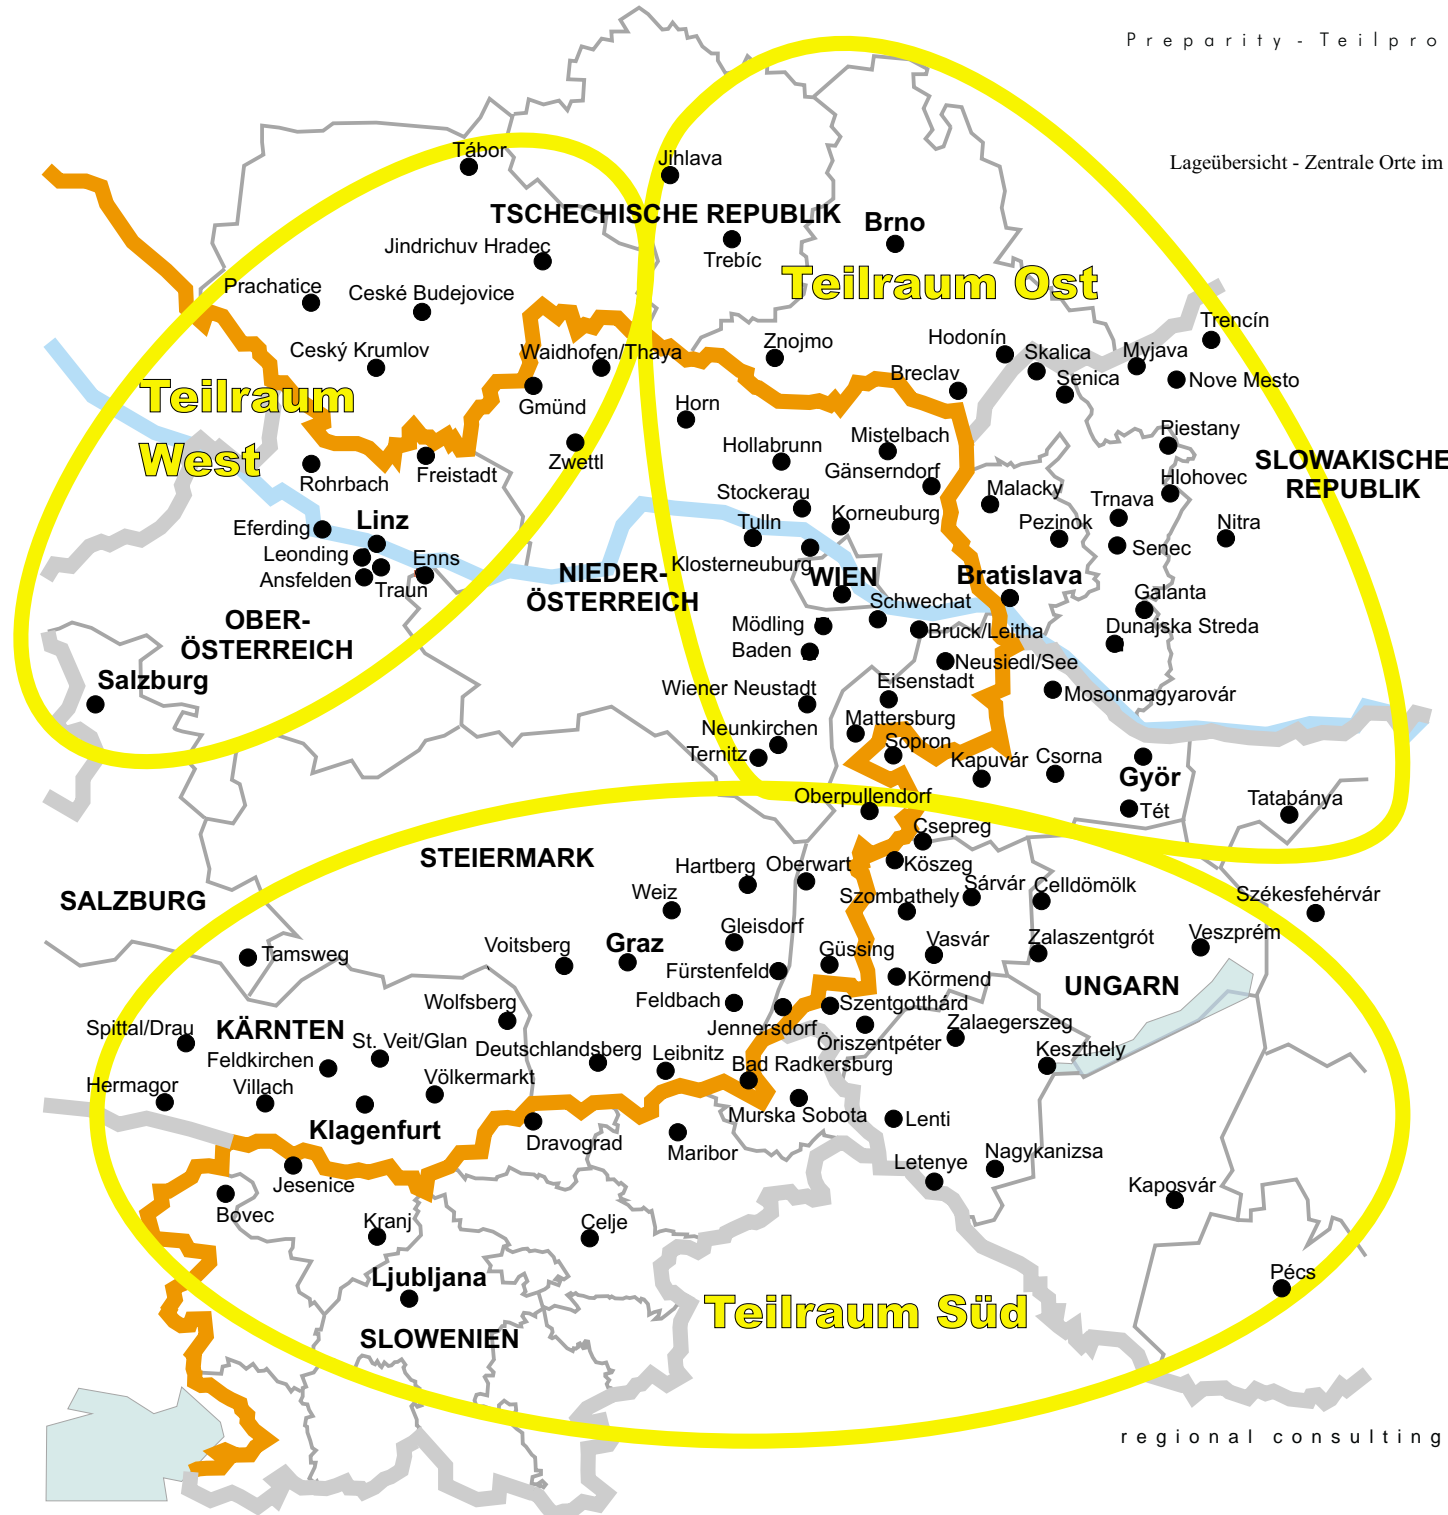 Preparity - Teilpro
Lageübersicht - Zentrale Orte im
Tábor
Jihlava
TSCHECHISCHE REPUBLIK
Brno
Jindrichuv Hradec
Trebíc
Teilraum Ost
Prachatice
Ceské Budejovice
Trencín
Znojmo
Hodonín
Ceský Krumlov
Waidhofen/Thaya
Skalica
Myjava
Breclav
Senica
Nove Mesto
Teilraum
West
Gmünd
Horn
Piestany
Mistelbach
Hollabrunn
Zwettl
SLOWAKISCHE
REPUBLIK
Gänserndorf
Freistadt
Rohrbach
Hlohovec
Malacky
Stockerau
Trnava
Korneuburg
Linz
Tulln
Pezinok
Nitra
Eferding
Senec
Leonding
Enns
Klosterneuburg
Ansfelden
Traun
NIEDER-
ÖSTERREICH
WIEN
Bratislava
Galanta
Schwechat
OBER-
ÖSTERREICH
Mödling
Bruck/Leitha
Dunajska Streda
Baden
Neusiedl/See
Salzburg
Wiener Neustadt
Eisenstadt
Mosonmagyarovár
Neunkirchen
Mattersburg
Ternitz
Sopron
Kapuvár
Csorna
Györ
Oberpullendorf
Tét
Tatabánya
Csepreg
STEIERMARK
Hartberg
Oberwart
Köszeg
Sárvár
Celldömölk
Weiz
Szombathely
Székesfehérvár
SALZBURG
Gleisdorf
Voitsberg
Graz
Vasvár
Zalaszentgrót
Veszprém
Tamsweg
Güssing
Fürstenfeld
Körmend
UNGARN
Feldbach
Szentgotthárd
Wolfsberg
Spittal/Drau
KÄRNTEN
Jennersdorf
Zalaegerszeg
St. Veit/Glan
Öriszentpéter
Feldkirchen
Deutschlandsberg
Leibnitz
Keszthely
Hermagor
Villach
Völkermarkt
Bad Radkersburg
Murska Sobota
Lenti
Klagenfurt
Dravograd
Maribor
Letenye
Nagykanizsa
Jesenice
Kaposvár
Bovec
Kranj
Celje
Ljubljana
Pécs
Teilraum Süd
SLOWENIEN
regional consulting